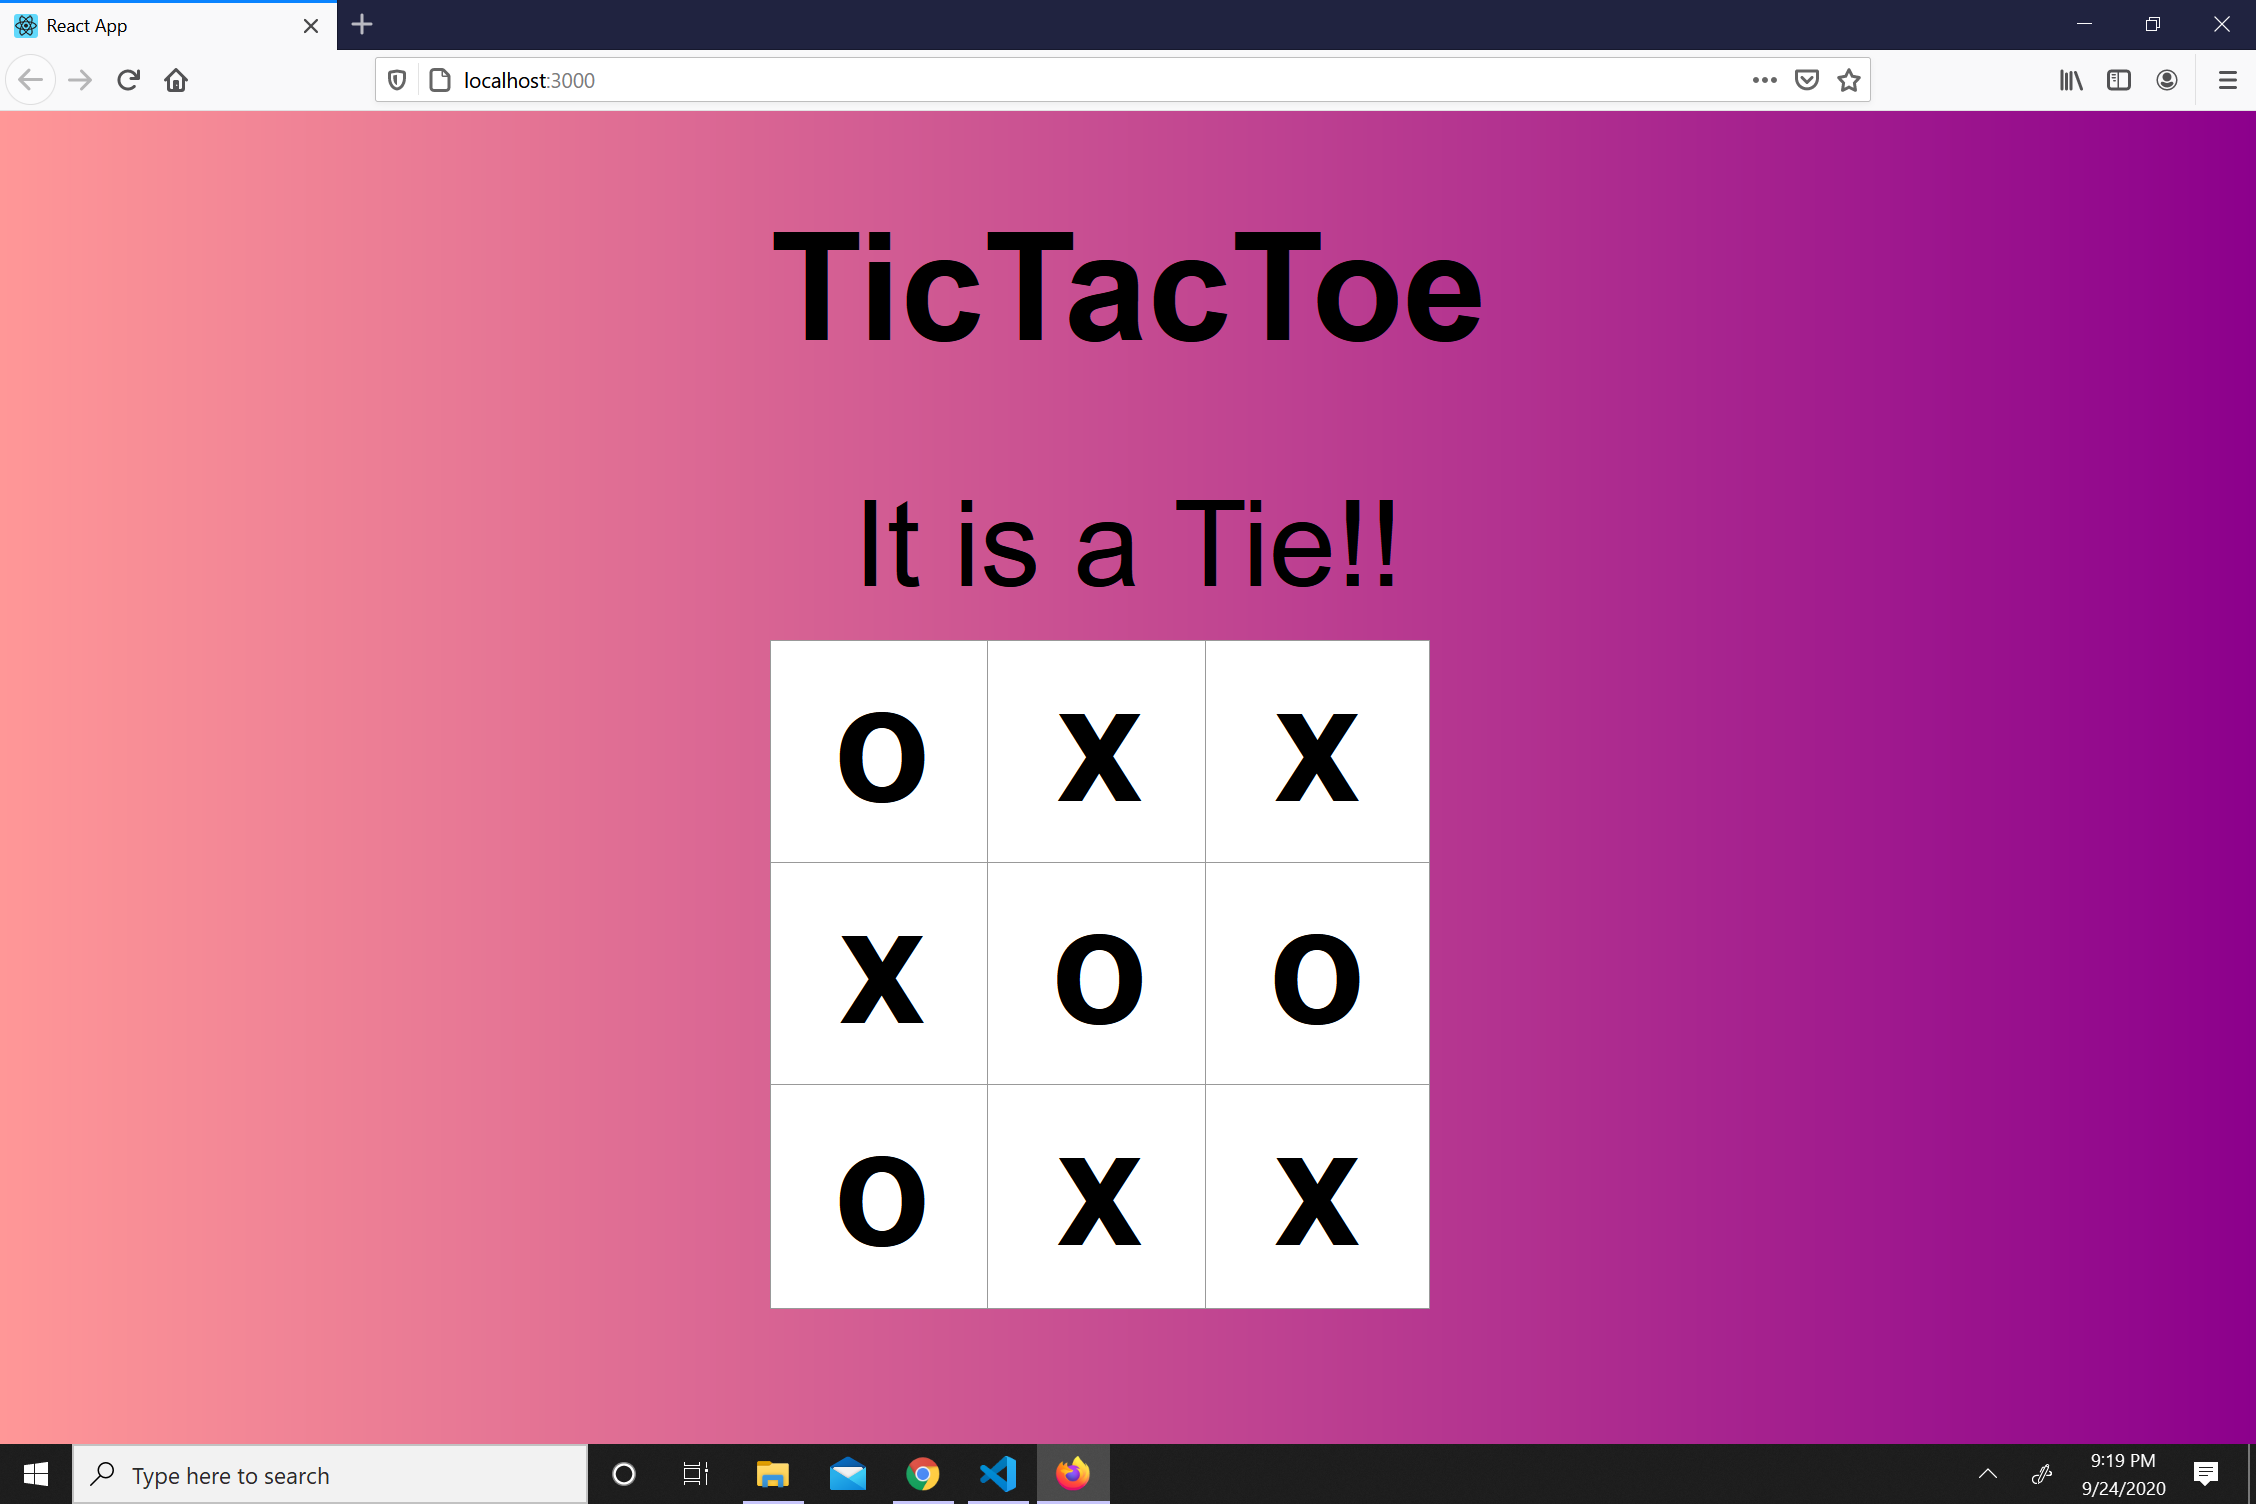 React App
localhost:3000
TicTacToe
It is a Tie!!
o x x
x o o
o x x
Type here to search
9:19 PM
9/24/2020